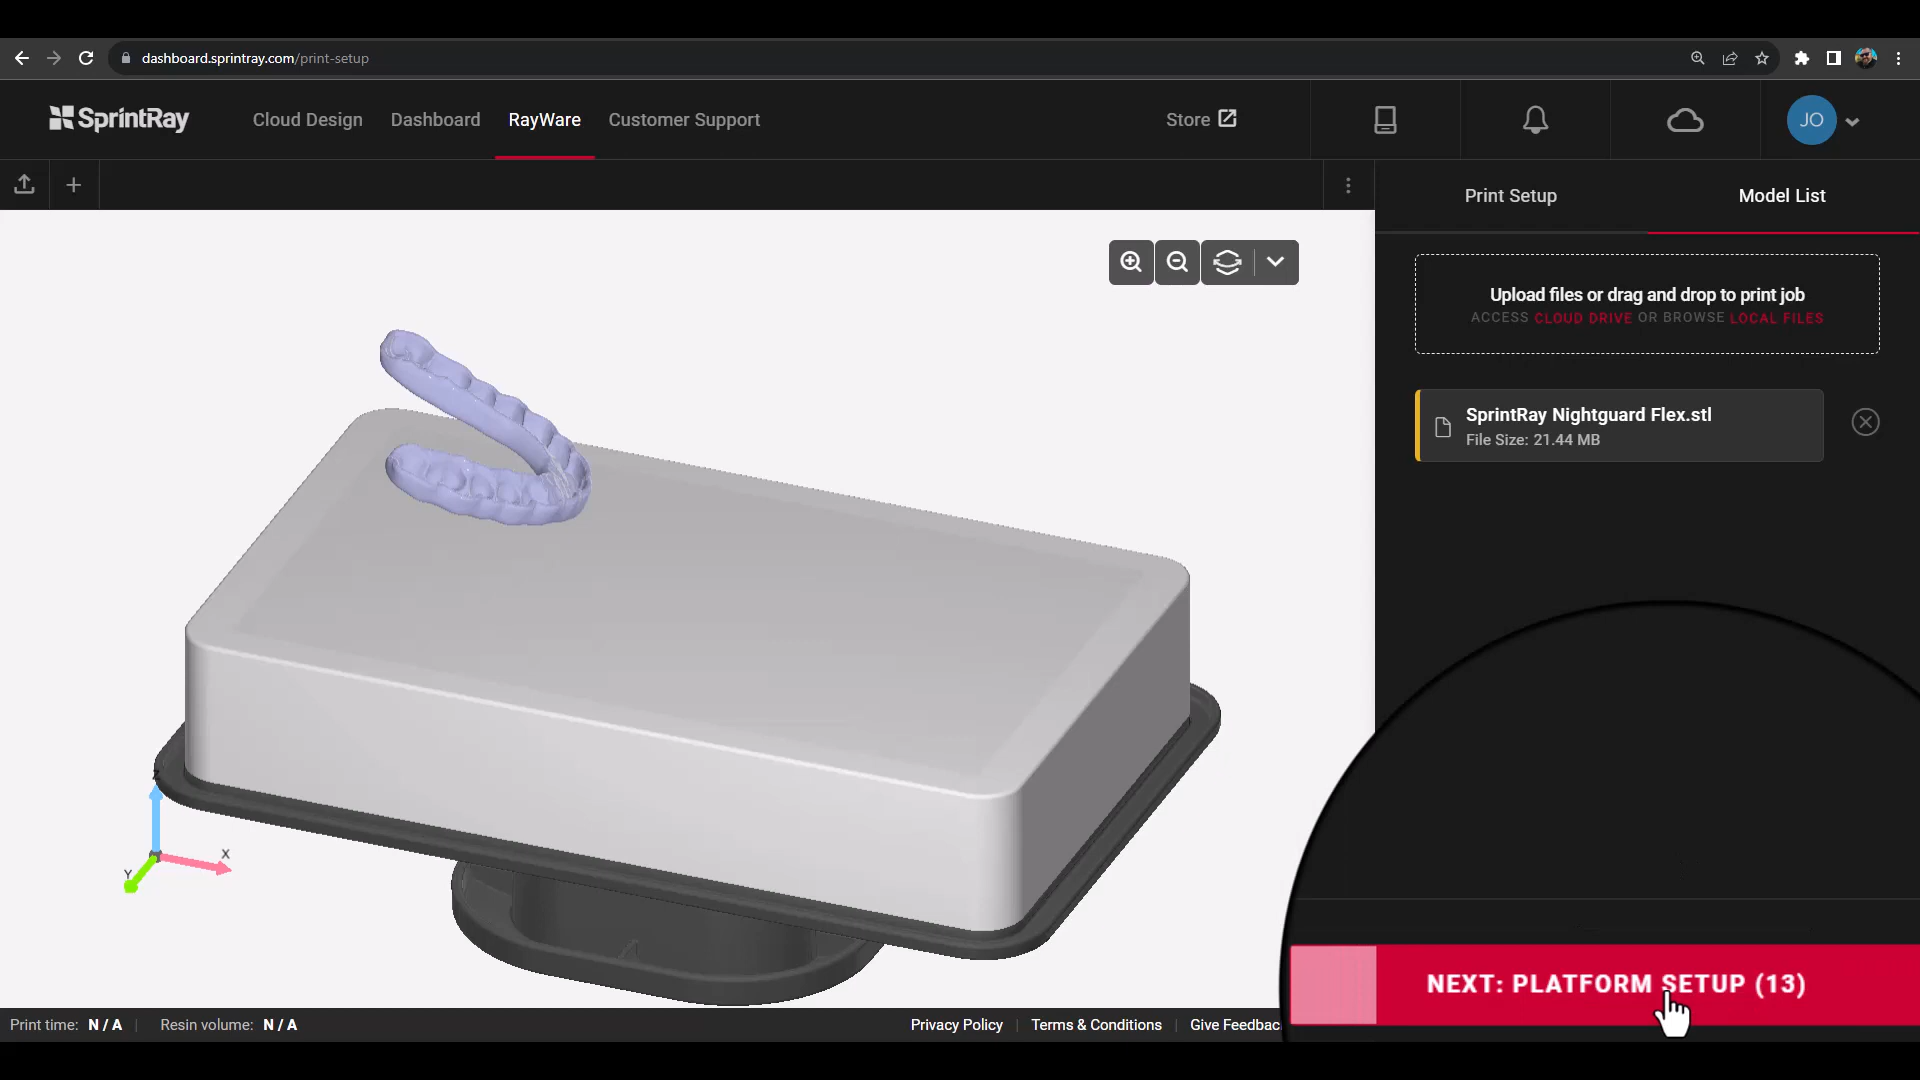 dashboard.sprintray.com/print-setup
SprintRay
Cloud Design
Dashboard
RayWare
Customer Support
Store
JO
Print Setup
Model List
Upload files or drag and drop to print job
ACCESS CLOUD DRIVE OR BROWSE LOCAL FILES
SprintRay Nightguard Flex.stl
File Size: 21.44 MB
Z
X
Y
NEXT: PLATFORM SETUP (13)
Print time: N / A
Resin volume: N / A
Privacy Policy
Terms & Conditions
Give Feedbac